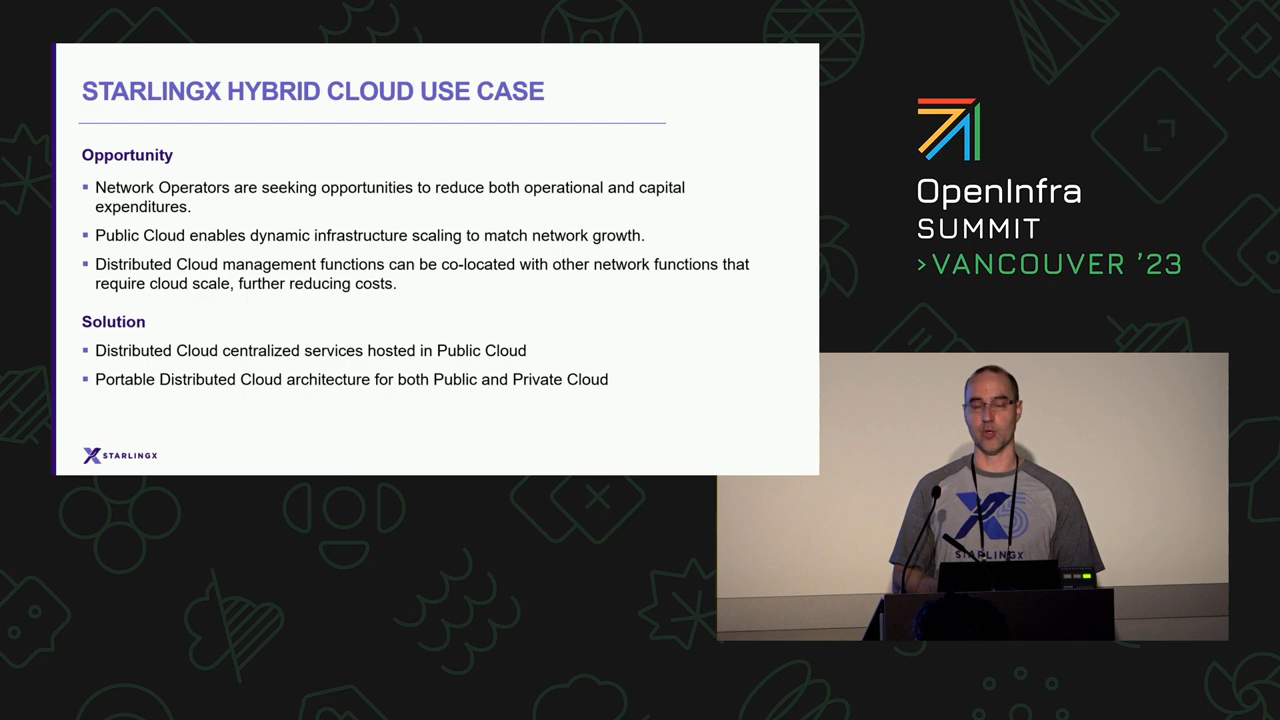 STARLINGX HYBRID CLOUD USE CASE
Opportunity
▪ Network Operators are seeking opportunities to reduce both operational and capital
expenditures.
▪ Public Cloud enables dynamic infrastructure scaling to match network growth.
▪ Distributed Cloud management functions can be co-located with other network functions that
require cloud scale, further reducing costs.
Solution
▪ Distributed Cloud centralized services hosted in Public Cloud
▪ Portable Distributed Cloud architecture for both Public and Private Cloud
STARLINGX
OpenInfra
SUMMIT
>VANCOUVER '23
STARLINGX